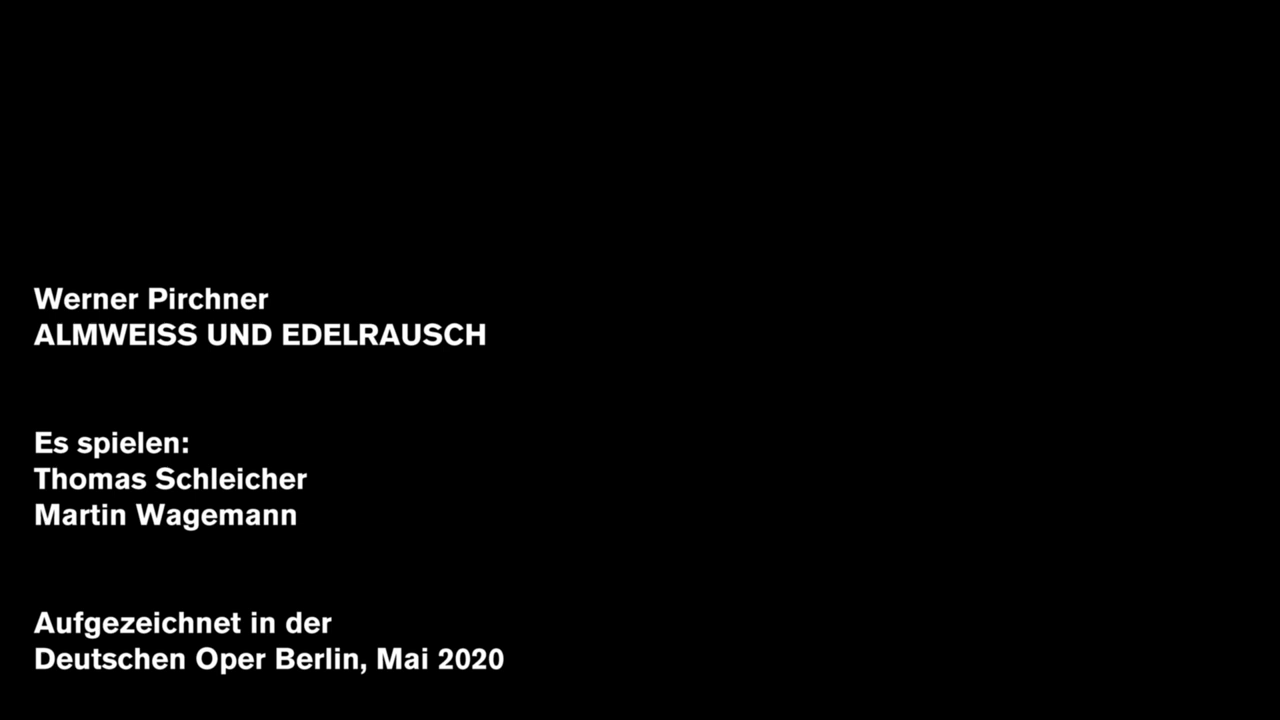 Werner Pirchner
ALMWEISS UND EDELRAUSCH
Es spielen:
Thomas Schleicher
Martin Wagemann
Aufgezeichnet in der
Deutschen Oper Berlin, Mai 2020